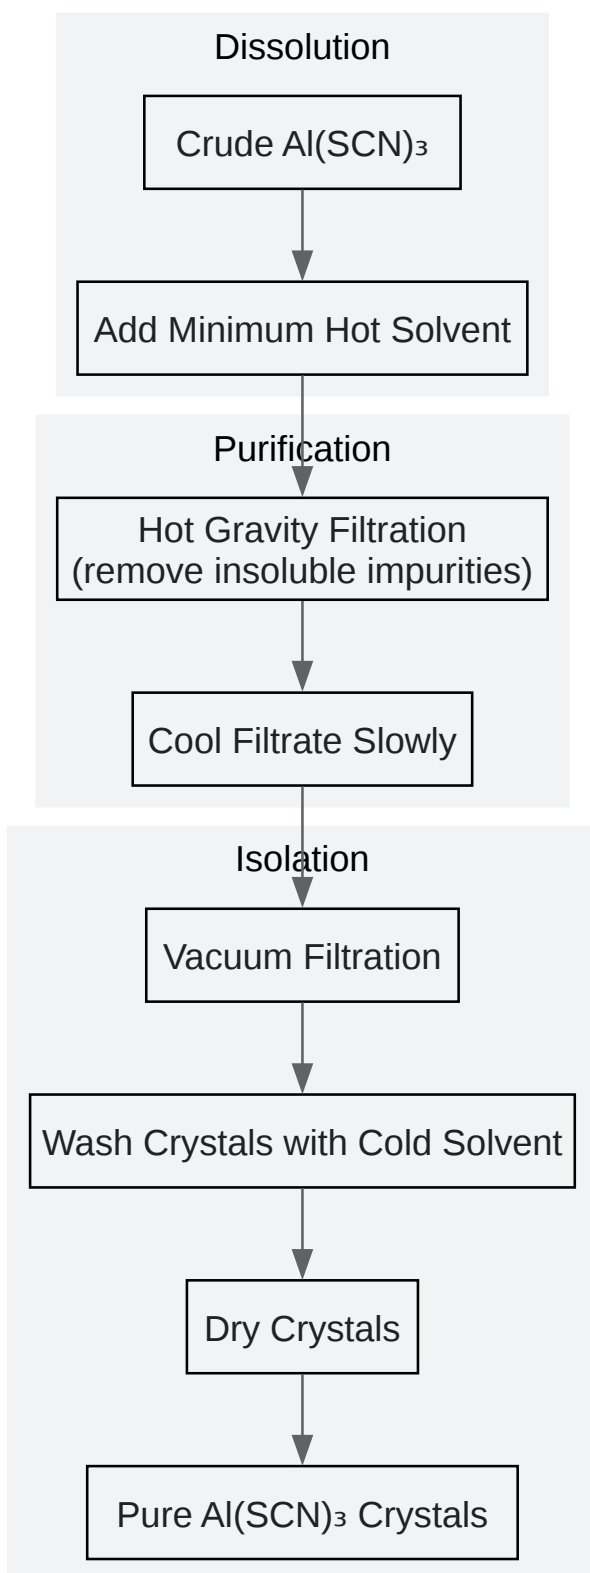 Dissolution
Crude Al(SCN)₃
Add Minimum Hot Solvent
Purification
Hot Gravity Filtration
(remove insoluble impurities)
Cool Filtrate Slowly
Isolation
Vacuum Filtration
Wash Crystals with Cold Solvent
Dry Crystals
Pure Al(SCN)₃ Crystals